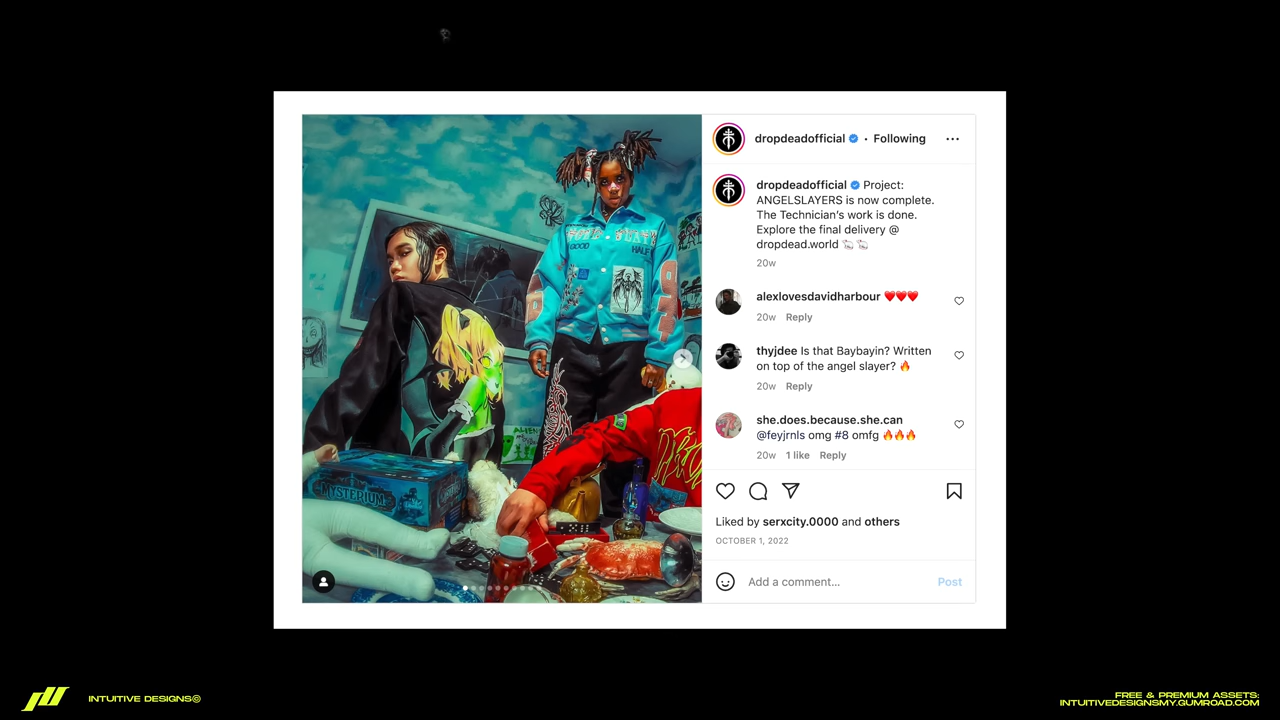 dropdeadofficial • Following
dropdeadofficial Project:
ANGELSLAYERS is now complete.
The Technician's work is done.
Explore the final delivery @
dropdead.world 🐁 🐁
20w
alexlovesdavidharbour ❤️❤️❤️
20w Reply
thyjdee Is that Baybayin? Written
on top of the angel slayer? 🔥
20w Reply
she.does.because.she.can
@feyjrnls omg #8 omfg 🔥🔥🔥
20w 1 like Reply
Liked by serxcity.0000 and others
OCTOBER 1, 2022
Add a comment... Post
GOOD
HALF
ALIEN
MYSTERIUM
INTUITIVE DESIGNS©
FREE & PREMIUM ASSETS:
INTUITIVEDESIGNSMY.GUMROAD.COM